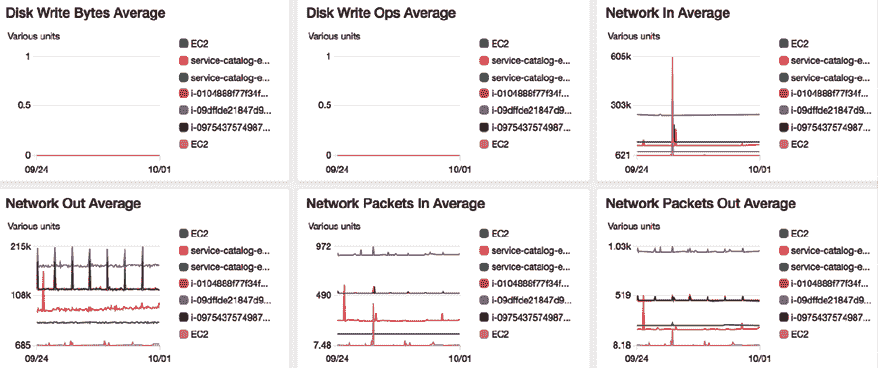 Disk Write Bytes Average
Various units
1
0.5
0
09/24 10/01
EC2
service-catalog-e...
service-catalog-e...
i-0104888f77f34f...
i-09dffde21847d9...
i-0975437574987...
EC2
Disk Write Ops Average
Various units
1
0.5
0
09/24 10/01
EC2
service-catalog-e...
service-catalog-e...
i-0104888f77f34f...
i-09dffde21847d9...
i-0975437574987...
EC2
Network In Average
Various units
605k
303k
621
09/24 10/01
EC2
service-catalog-e...
service-catalog-e...
i-0104888f77f34f...
i-09dffde21847d9...
i-0975437574987...
EC2
Network Out Average
Various units
215k
108k
685
09/24 10/01
EC2
service-catalog-e...
service-catalog-e...
i-0104888f77f34f...
i-09dffde21847d9...
i-0975437574987...
EC2
Network Packets In Average
Various units
972
490
7.48
09/24 10/01
EC2
service-catalog-e...
service-catalog-e...
i-0104888f77f34f...
i-09dffde21847d9...
i-0975437574987...
EC2
Network Packets Out Average
Various units
1.03k
519
8.18
09/24 10/01
EC2
service-catalog-e...
service-catalog-e...
i-0104888f77f34f...
i-09dffde21847d9...
i-0975437574987...
EC2